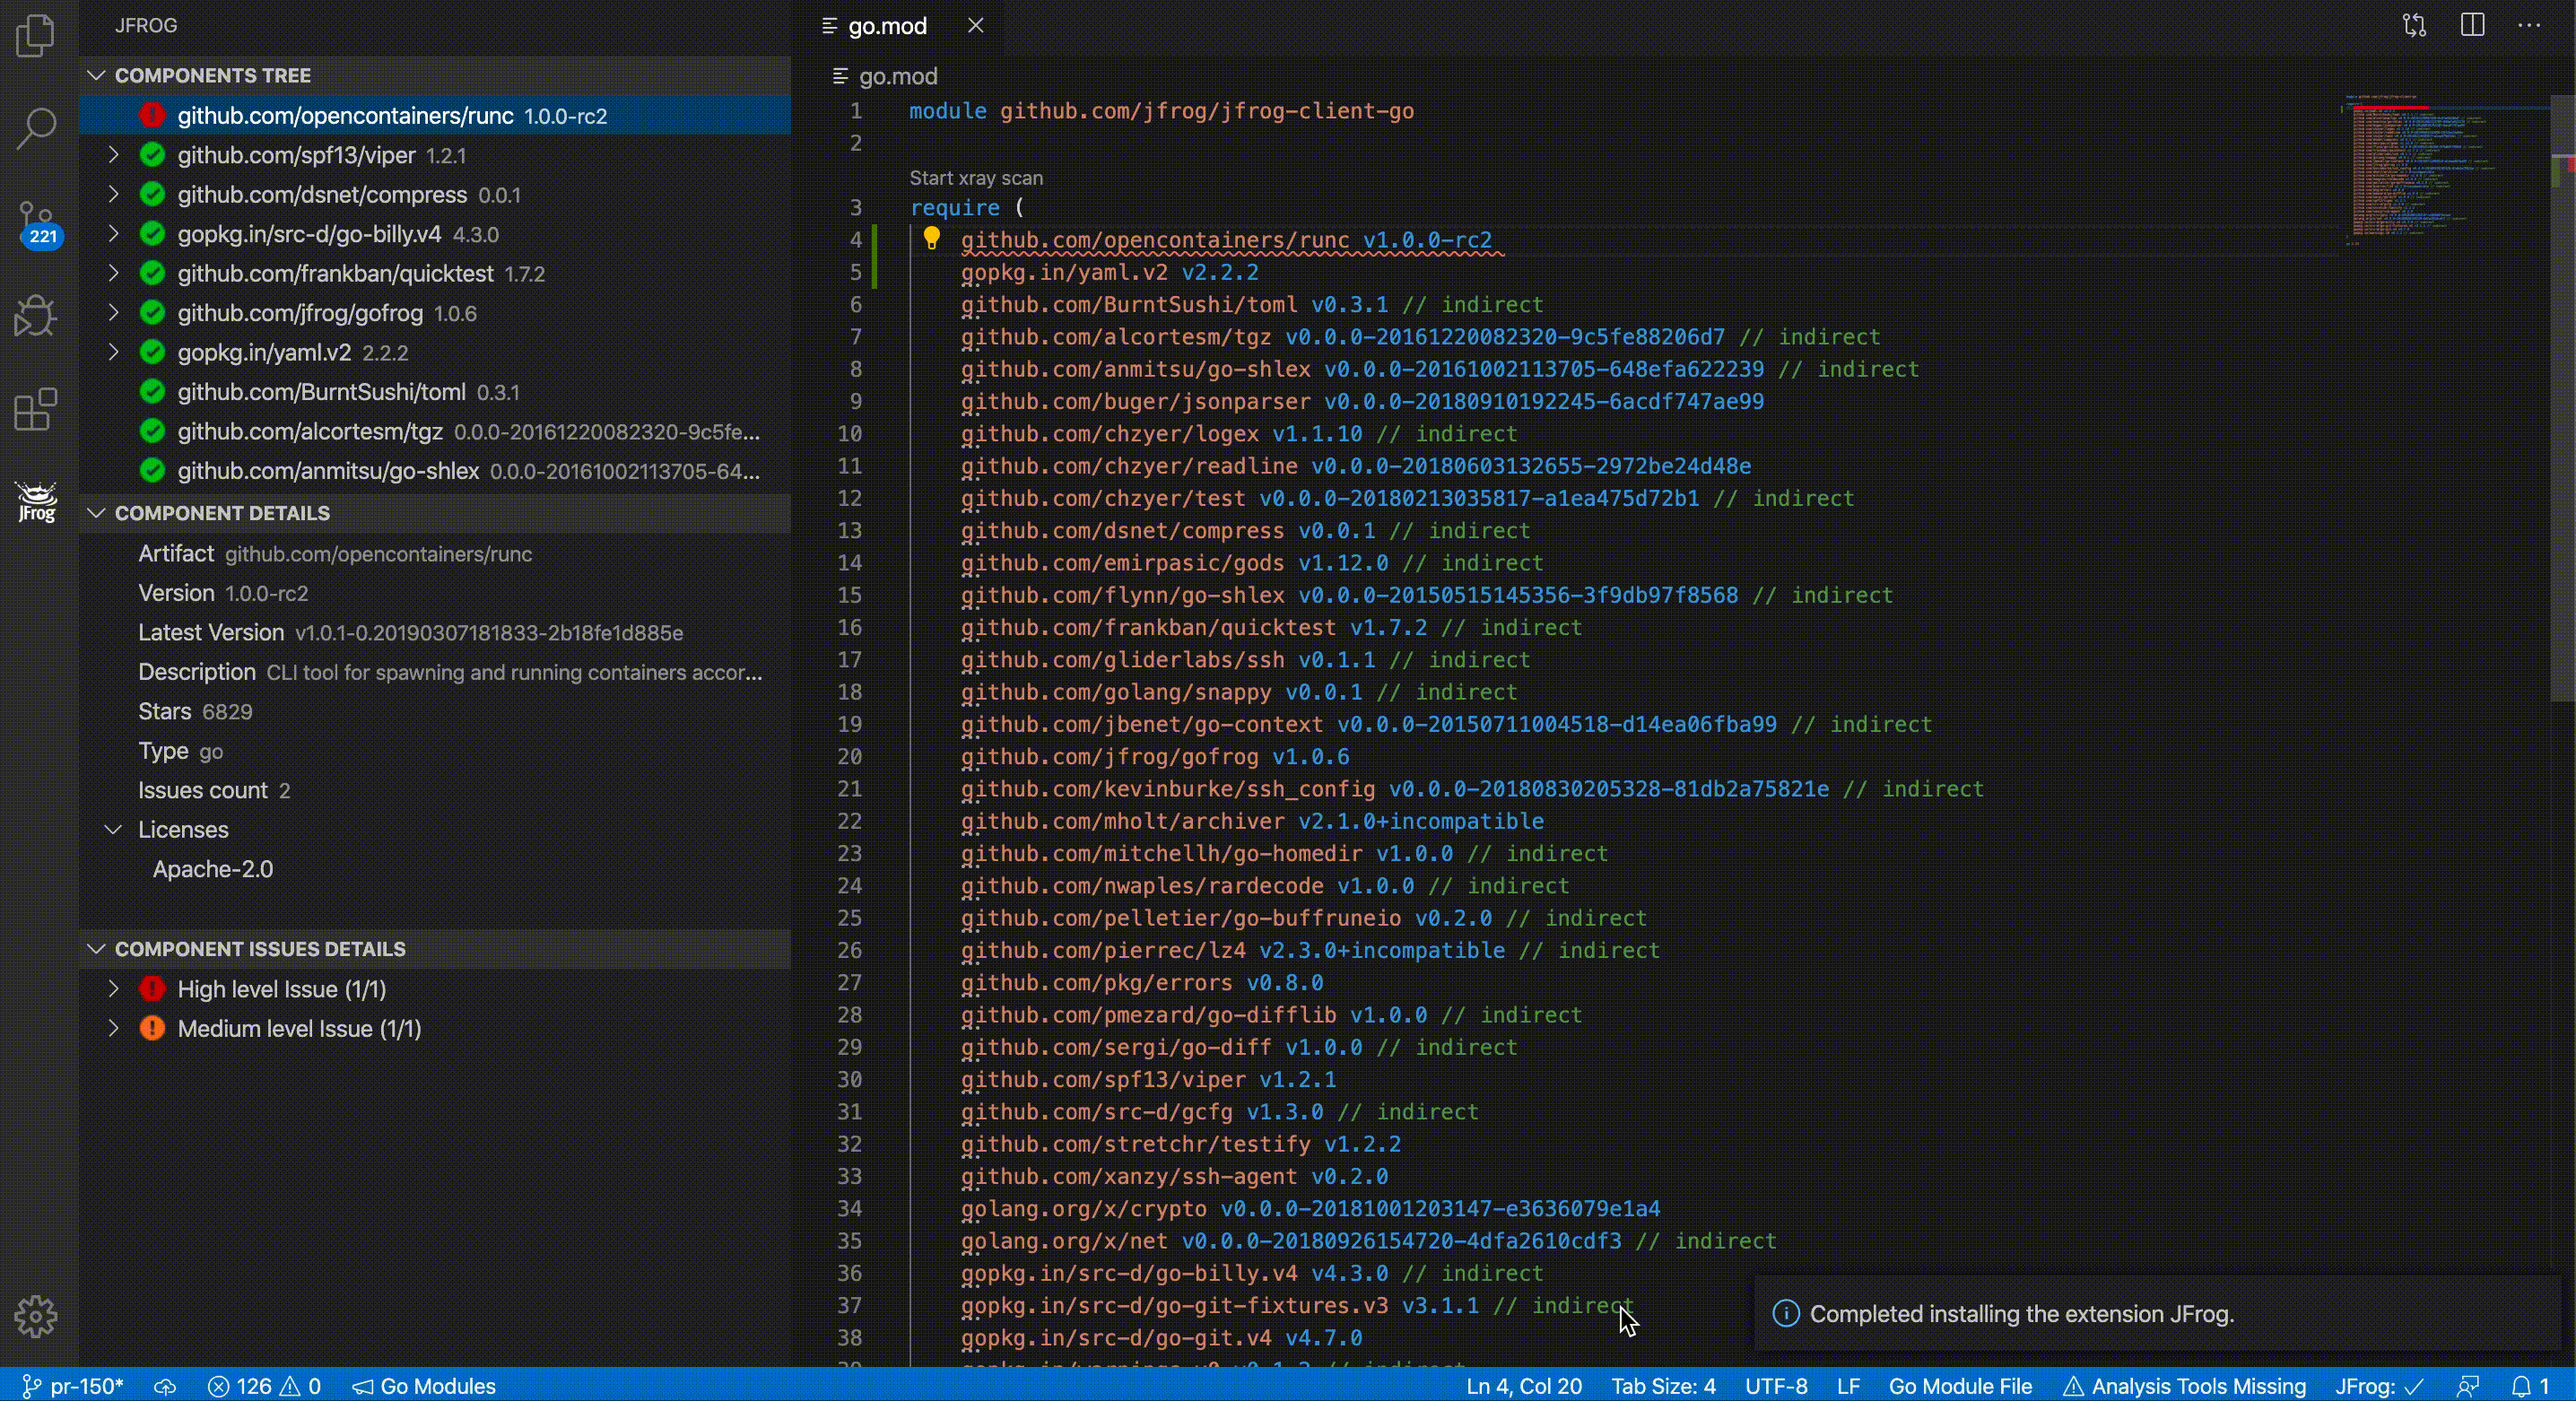 JFROG
COMPONENTS TREE
github.com/opencontainers/runc 1.0.0-rc2
github.com/spf13/viper 1.2.1
github.com/dsnet/compress 0.0.1
gopkg.in/src-d/go-billy.v4 4.3.0
github.com/frankban/quicktest 1.7.2
github.com/jfrog/gofrog 1.0.6
gopkg.in/yaml.v2 2.2.2
github.com/BurntSushi/toml 0.3.1
github.com/alcortesm/tgz 0.0.0-20161220082320-9c5fe...
github.com/anmitsu/go-shlex 0.0.0-20161002113705-64...
221
JFrog
COMPONENT DETAILS
Artifact github.com/opencontainers/runc
Version 1.0.0-rc2
Latest Version v1.0.1-0.20190307181833-2b18fe1d885e
Description CLI tool for spawning and running containers accor...
Stars 6829
Type go
Issues count 2
Licenses
Apache-2.0
COMPONENT ISSUES DETAILS
High level Issue (1/1)
Medium level Issue (1/1)
go.mod
go.mod
1 module github.com/jfrog/jfrog-client-go
2
Start xray scan
3 require (
4 github.com/opencontainers/runc v1.0.0-rc2
5 gopkg.in/yaml.v2 v2.2.2
6 github.com/BurntSushi/toml v0.3.1 // indirect
7 github.com/alcortesm/tgz v0.0.0-20161220082320-9c5fe88206d7 // indirect
8 github.com/anmitsu/go-shlex v0.0.0-20161002113705-648efa622239 // indirect
9 github.com/buger/jsonparser v0.0.0-20180910192245-6acdf747ae99
10 github.com/chzyer/logex v1.1.10 // indirect
11 github.com/chzyer/readline v0.0.0-20180603132655-2972be24d48e
12 github.com/chzyer/test v0.0.0-20180213035817-a1ea475d72b1 // indirect
13 github.com/dsnet/compress v0.0.1 // indirect
14 github.com/emirpasic/gods v1.12.0 // indirect
15 github.com/flynn/go-shlex v0.0.0-20150515145356-3f9db97f8568 // indirect
16 github.com/frankban/quicktest v1.7.2 // indirect
17 github.com/gliderlabs/ssh v0.1.1 // indirect
18 github.com/golang/snappy v0.0.1 // indirect
19 github.com/jbenet/go-context v0.0.0-20150711004518-d14ea06fba99 // indirect
20 github.com/jfrog/gofrog v1.0.6
21 github.com/kevinburke/ssh_config v0.0.0-20180830205328-81db2a75821e // indirect
22 github.com/mholt/archiver v2.1.0+incompatible
23 github.com/mitchellh/go-homedir v1.0.0 // indirect
24 github.com/nwaples/rardecode v1.0.0 // indirect
25 github.com/pelletier/go-buffruneio v0.2.0 // indirect
26 github.com/pierrec/lz4 v2.3.0+incompatible // indirect
27 github.com/pkg/errors v0.8.0
28 github.com/pmezard/go-difflib v1.0.0 // indirect
29 github.com/sergi/go-diff v1.0.0 // indirect
30 github.com/spf13/viper v1.2.1
31 github.com/src-d/gcfg v1.3.0 // indirect
32 github.com/stretchr/testify v1.2.2
33 github.com/xanzy/ssh-agent v0.2.0
34 golang.org/x/crypto v0.0.0-20181001203147-e3636079e1a4
35 golang.org/x/net v0.0.0-20180926154720-4dfa2610cdf3 // indirect
36 gopkg.in/src-d/go-billy.v4 v4.3.0 // indirect
37 gopkg.in/src-d/go-git-fixtures.v3 v3.1.1 // indirect
38 gopkg.in/src-d/go-git.v4 v4.7.0
Completed installing the extension JFrog.
pr-150* 126 0 Go Modules
Ln 4, Col 20 Tab Size: 4 UTF-8 LF Go Module File Analysis Tools Missing JFrog: 1